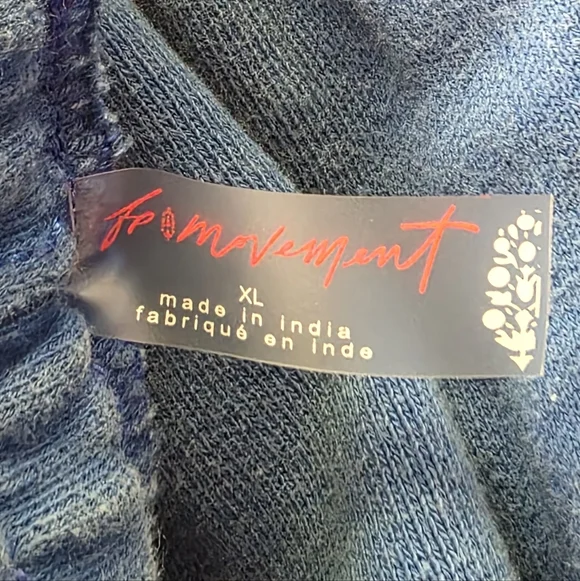 fp movement
XL
made in india
fabriqué en inde